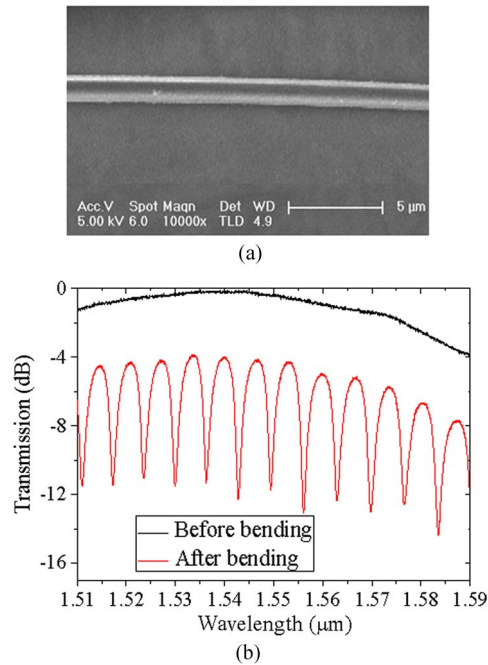 Acc.V Spot Magn Det WD
5.00 kV 6.0 10000x TLD 4.9 5 μm
(a)
0
-4
-8
-12
-16
Transmission (dB)
Before bending
After bending
1.51 1.52 1.53 1.54 1.55 1.56 1.57 1.58 1.59
Wavelength (μm)
(b)